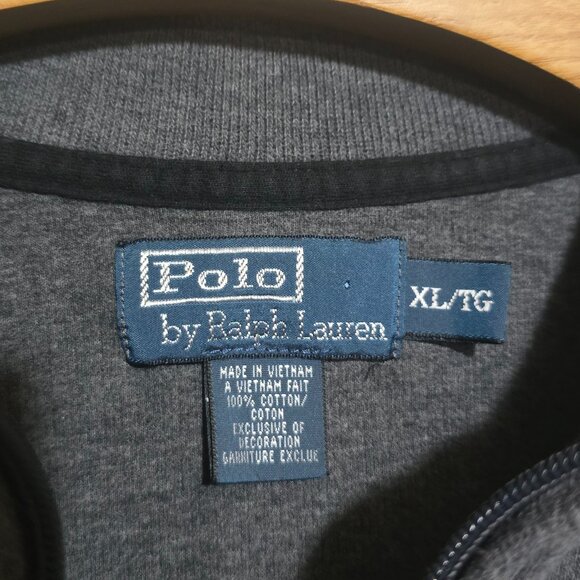 Polo
by Ralph Lauren
XL/TG
MADE IN VIETNAM
A VIETNAM FAIT
100% COTTON/
COTON
EXCLUSIVE OF
DECORATION
GARNITURE EXCLUE